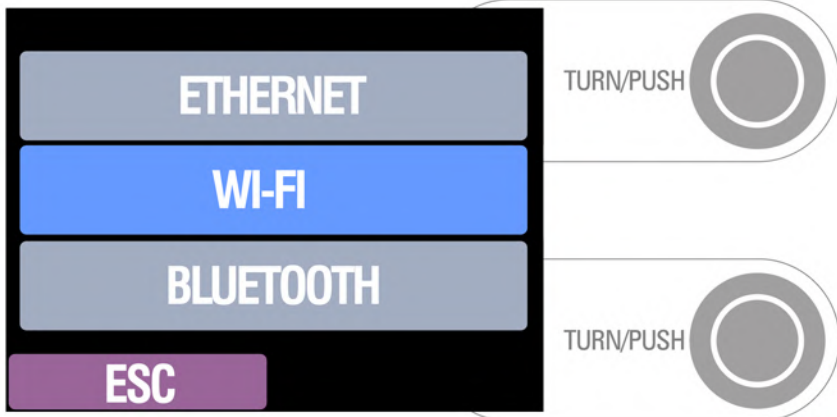 ETHERNET
TURN/PUSH
WI-FI
BLUETOOTH
TURN/PUSH
ESC